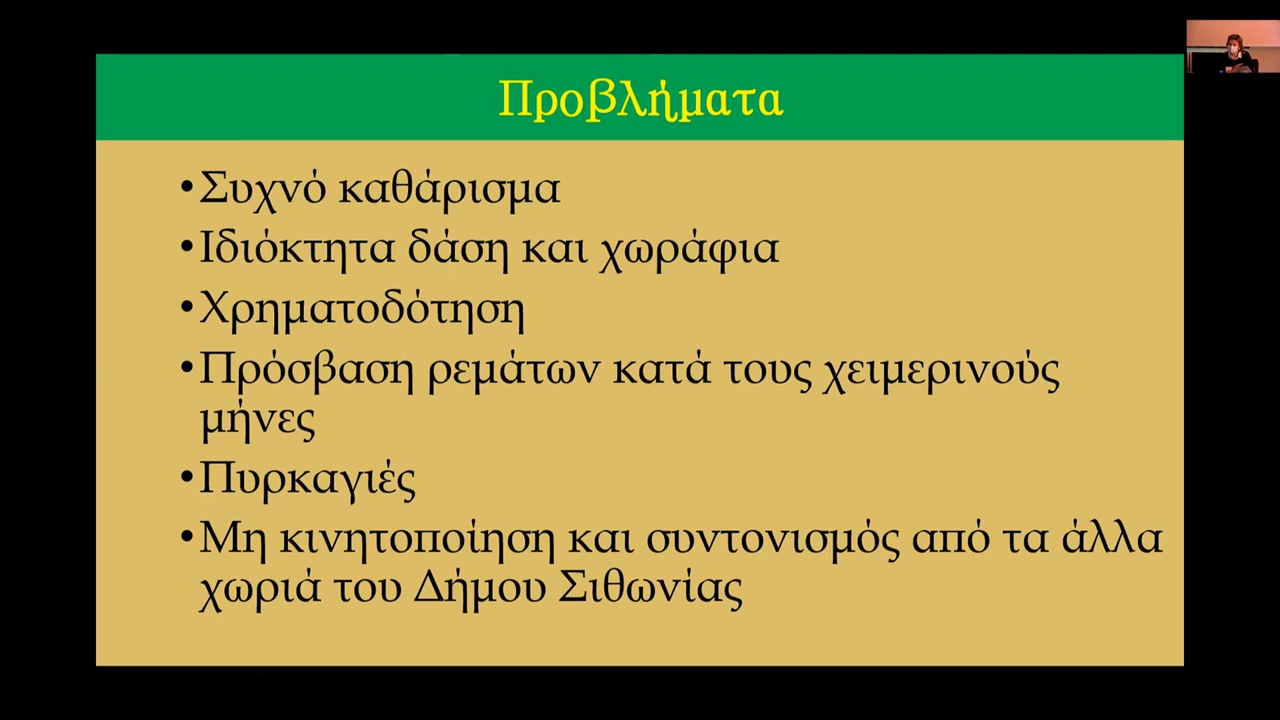 Προβλήματα
•Συχνό καθάρισμα
•Ιδιόκτητα δάση και χωράφια
•Χρηματοδότηση
•Πρόσβαση ρεμάτων κατά τους χειμερινούς
μήνες
•Πυρκαγιές
•Μη κινητοποίηση και συντονισμός από τα άλλα
χωριά του Δήμου Σιθωνίας